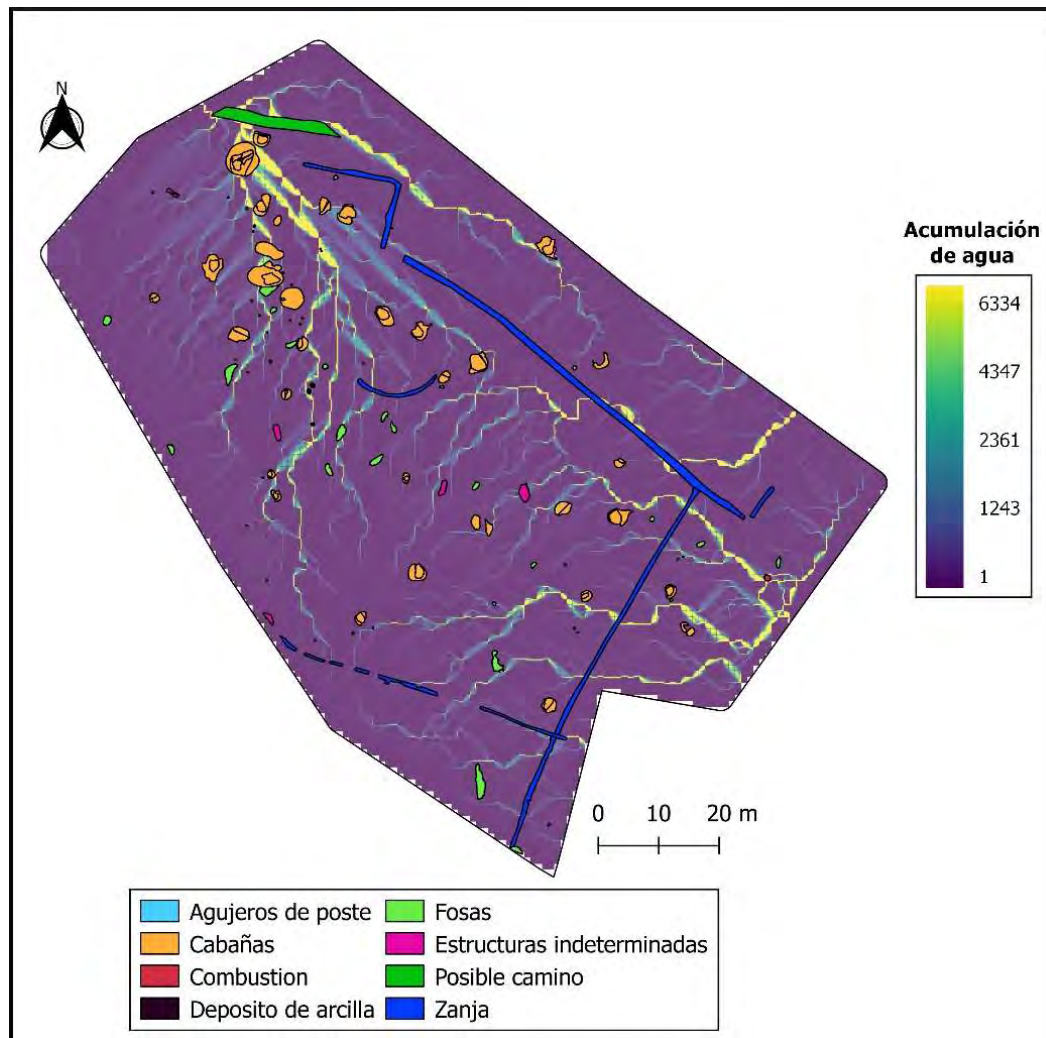 N
Acumulación
de agua
6334
4347
2361
1243
1
0 10 20 m
Agujeros de poste
Cabañas
Combustion
Deposito de arcilla
Fosas
Estructuras indeterminadas
Posible camino
Zanja